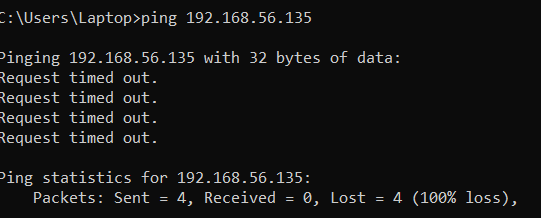 C:\Users\Laptop>ping 192.168.56.135
Pinging 192.168.56.135 with 32 bytes of data:
Request timed out.
Request timed out.
Request timed out.
Request timed out.
Ping statistics for 192.168.56.135:
Packets: Sent = 4, Received = 0, Lost = 4 (100% loss),